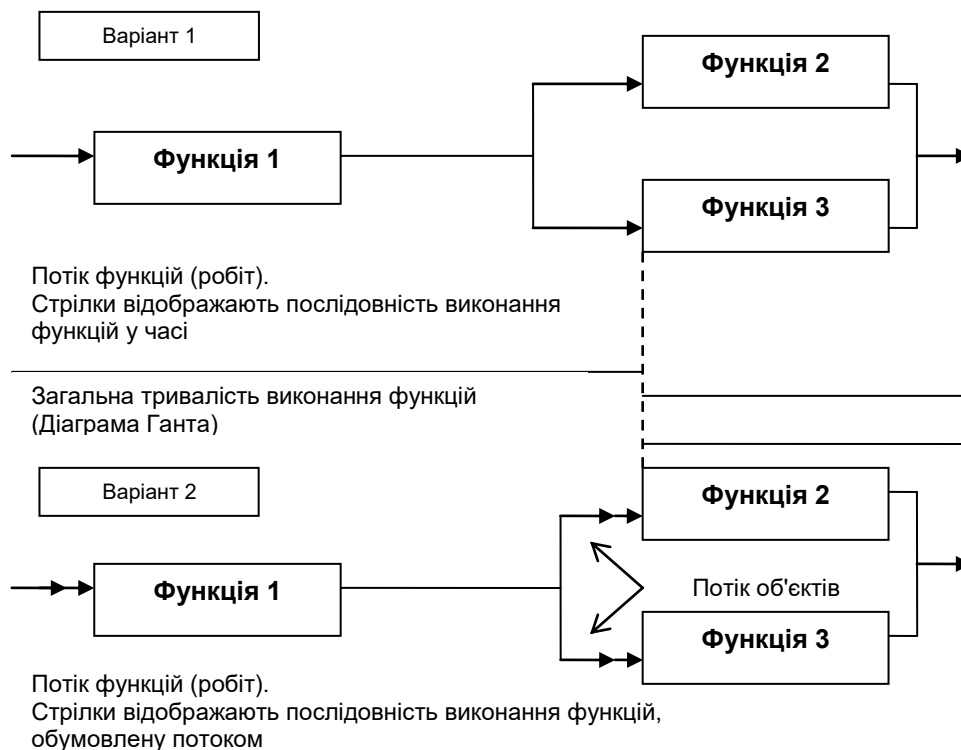 Варіант 1
Функція 2
Функція 1
Функція 3
Потік функцій (робіт).
Стрілки відображають послідовність виконання
функцій у часі
Загальна тривалість виконання функцій
(Діаграма Ганта)
Варіант 2
Функція 2
Функція 1
Потік об'єктів
Функція 3
Потік функцій (робіт).
Стрілки відображають послідовність виконання функцій,
обумовлену потоком